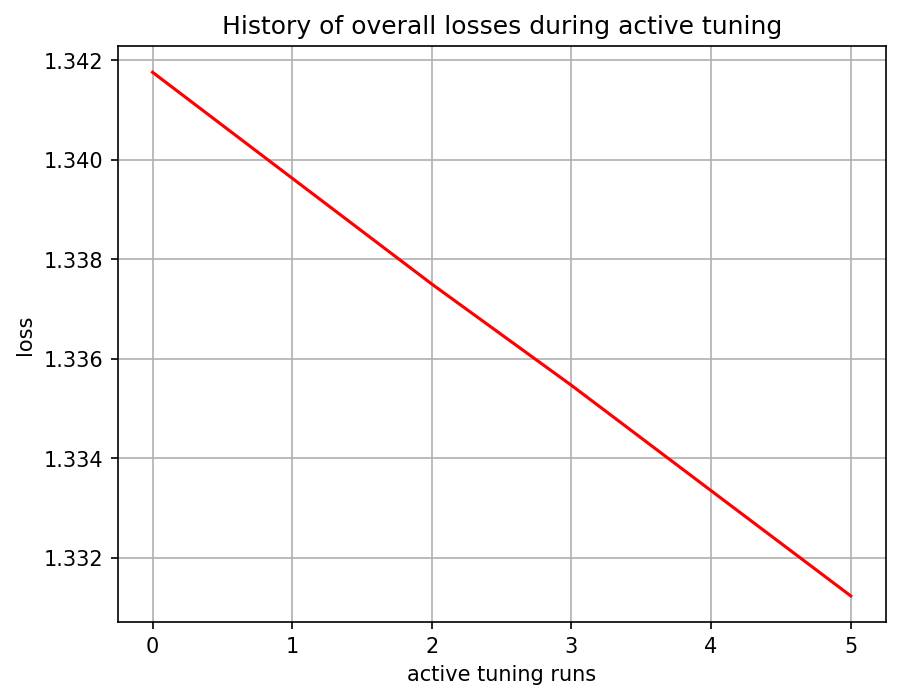 History of overall losses during active tuning
1.342
1.340
1.338
1.336
1.334
1.332
loss
0 1 2 3 4 5
active tuning runs